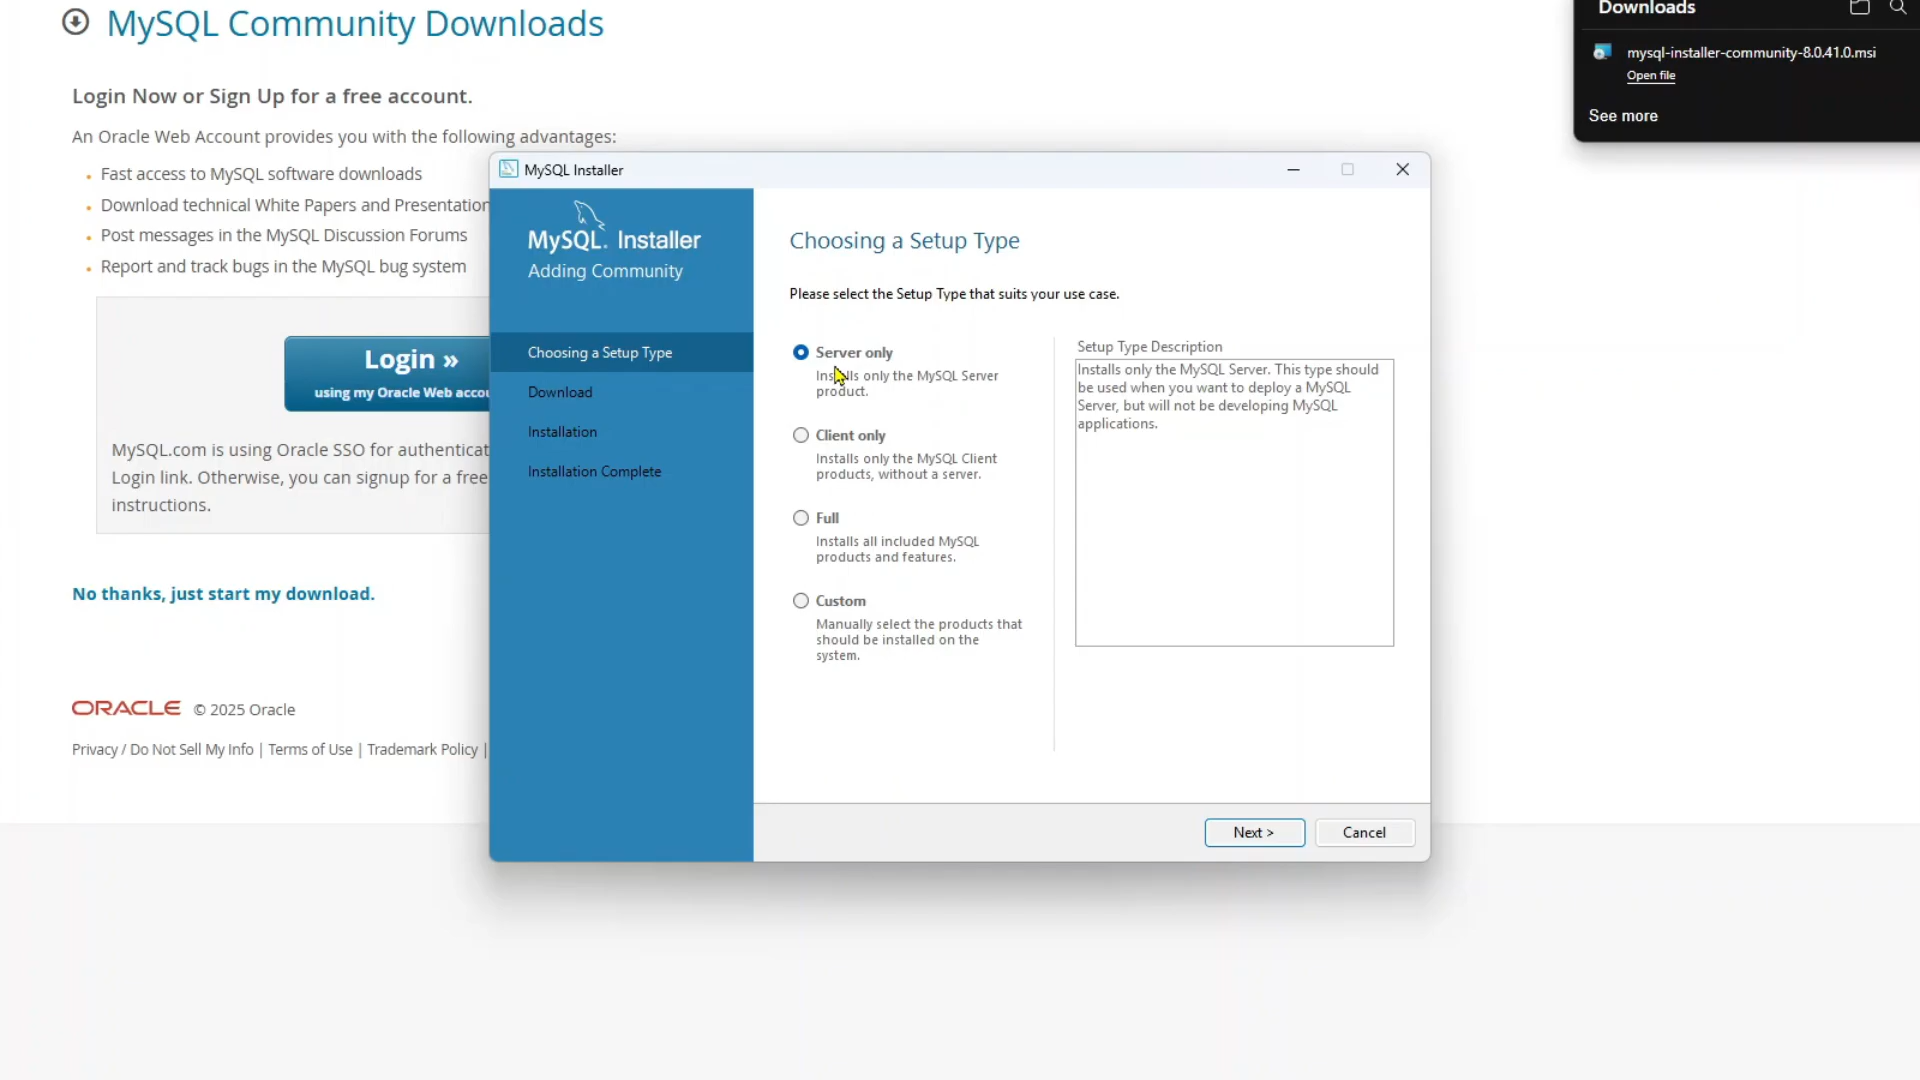 MySQL Community Downloads
Login Now or Sign Up for a free account.
An Oracle Web Account provides you with the following advantages:
Fast access to MySQL software downloads
Download technical White Papers and Presentation
Post messages in the MySQL Discussion Forums
Report and track bugs in the MySQL bug system
Login »
using my Oracle Web
MySQL.com is using Oracle SSO for
Login link. Otherwise, you can signup for a free
instructions.
No thanks, just start my download.
ORACLE © 2025 Oracle
Privacy / Do Not Sell My Info | Terms of Use | Trademark Policy |
MySQL Installer
MySQL. Installer
Adding Community
Choosing a Setup Type
Download
Installation
Installation Complete
Choosing a Setup Type
Please select the Setup Type that suits your use case.
Server only
Installs only the MySQL Server
product.
Client only
Installs only the MySQL Client
products, without a server.
Full
Installs all included MySQL
products and features.
Custom
Manually select the products that
should be installed on the
system.
Setup Type Description
Installs only the MySQL Server. This type should
be used when you want to deploy a MySQL
Server, but will not be developing MySQL
applications.
Next >
Cancel
Downloads
mysql-installer-community-8.0.41.0.msi
Open file
See more